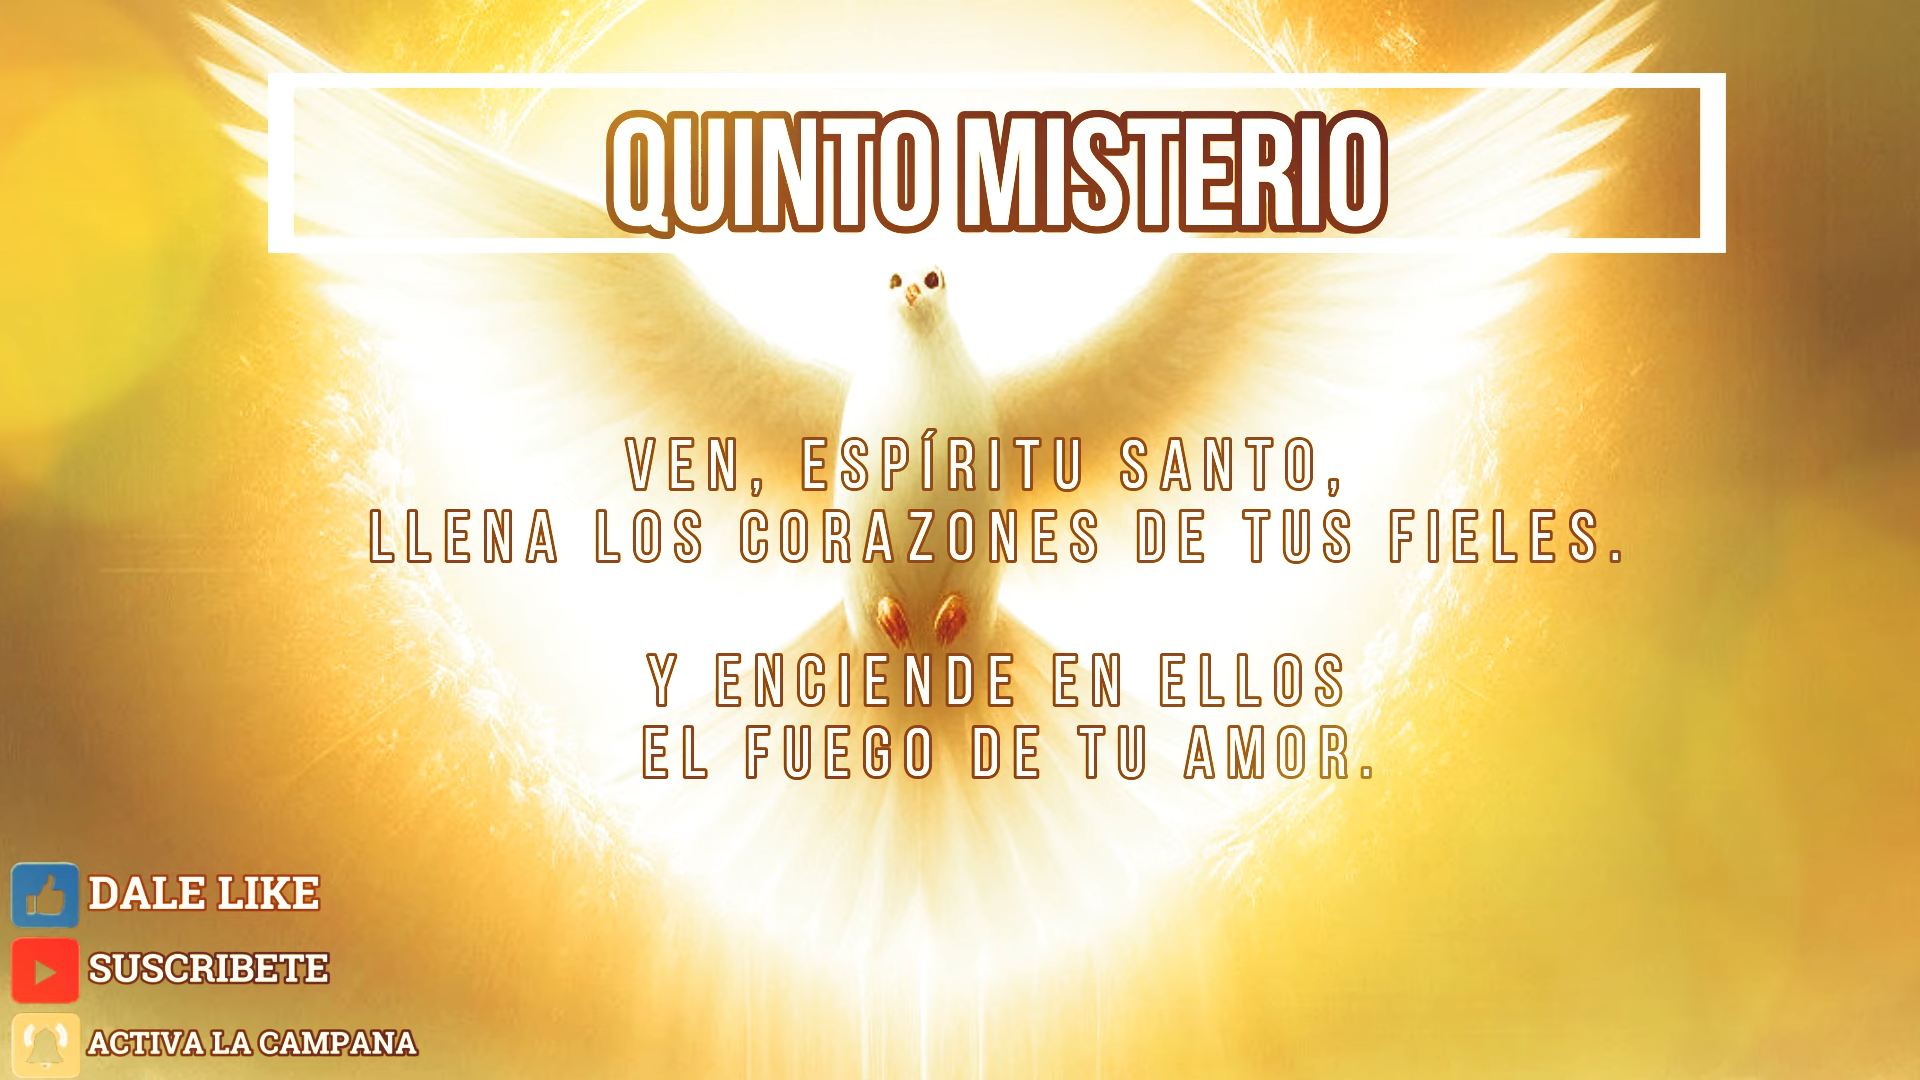 QUINTO MISTERIO
VEN, ESPÍRITU SANTO,
LLENA LOS CORAZONES DE TUS FIELES.
Y ENCIENDE EN ELLOS
EL FUEGO DE TU AMOR.
DALE LIKE
SUSCRIBETE
ACTIVA LA CAMPANA